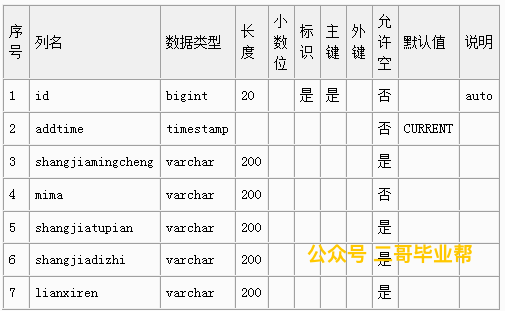 序号 列名 数据类型 长度 小数位 标识 主键 外键 允许空 默认值 说明
1 id bigint 20 是 是 否 auto
2 addtime timestamp 否 CURRENT
3 shangjiamingcheng varchar 200 是
4 mima varchar 200 否
5 shangjiatupian varchar 200 是
6 shangjiadizhi varchar 200 是
公众号 二哥毕业帮
7 lianxiren varchar 200 是